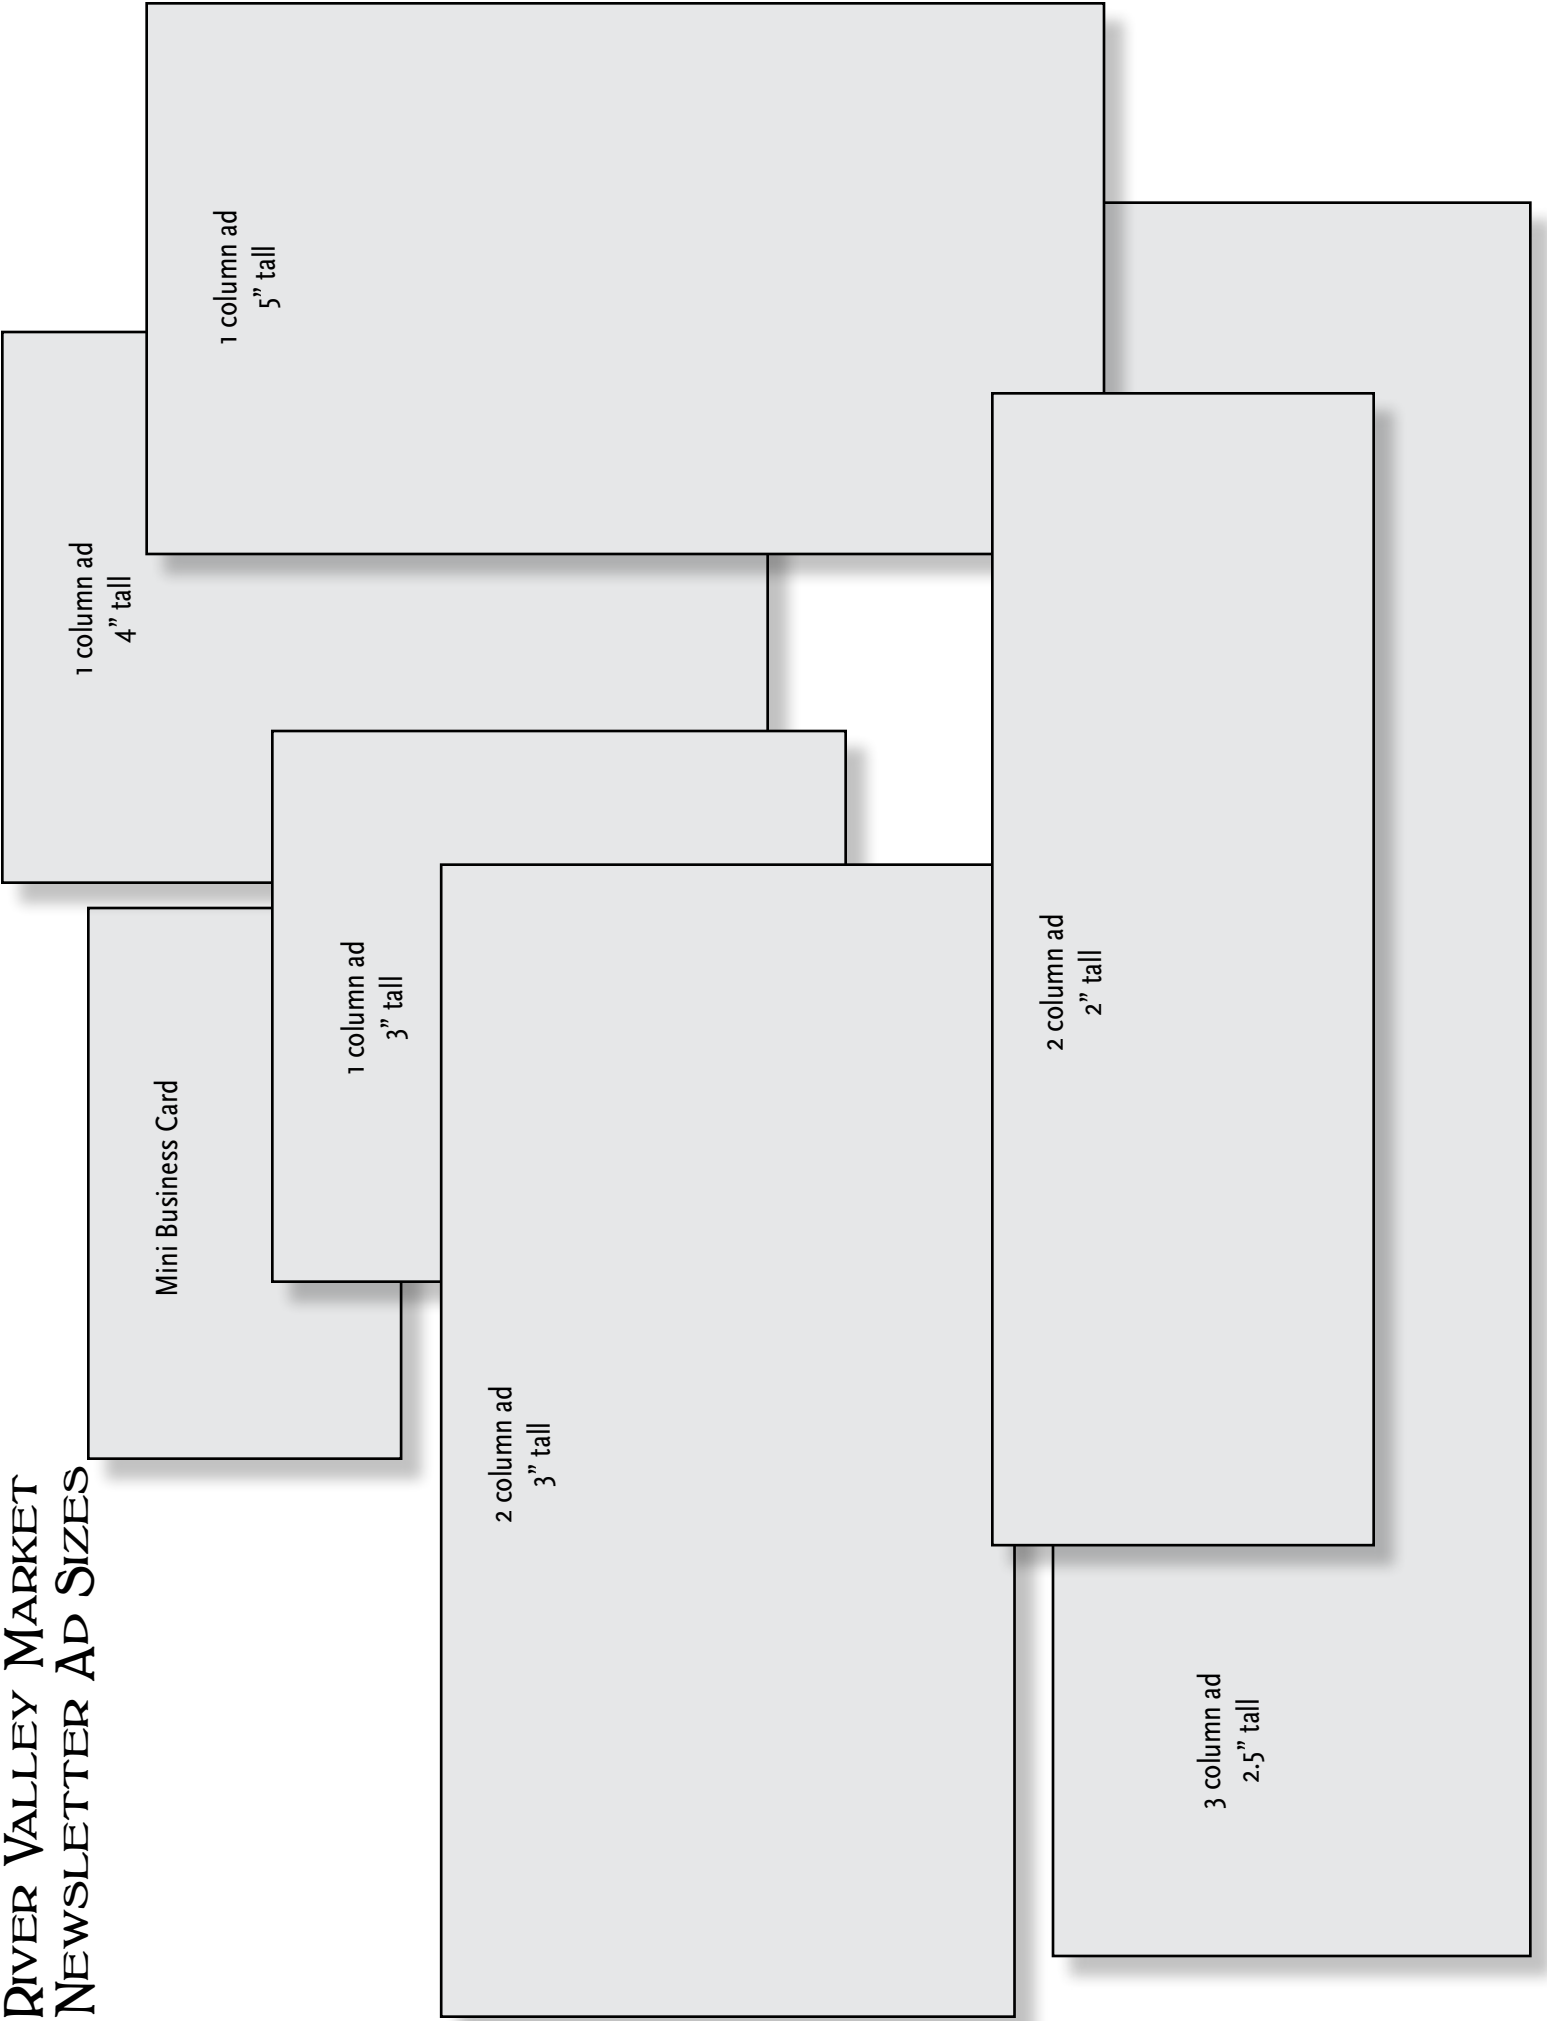 River Valley Market
Newsletter Ad Sizes
Mini Business Card
1 column ad
4” tall
1 column ad
5” tall
1 column ad
3” tall
2 column ad
3” tall
2 column ad
2” tall
3 column ad
2.5” tall